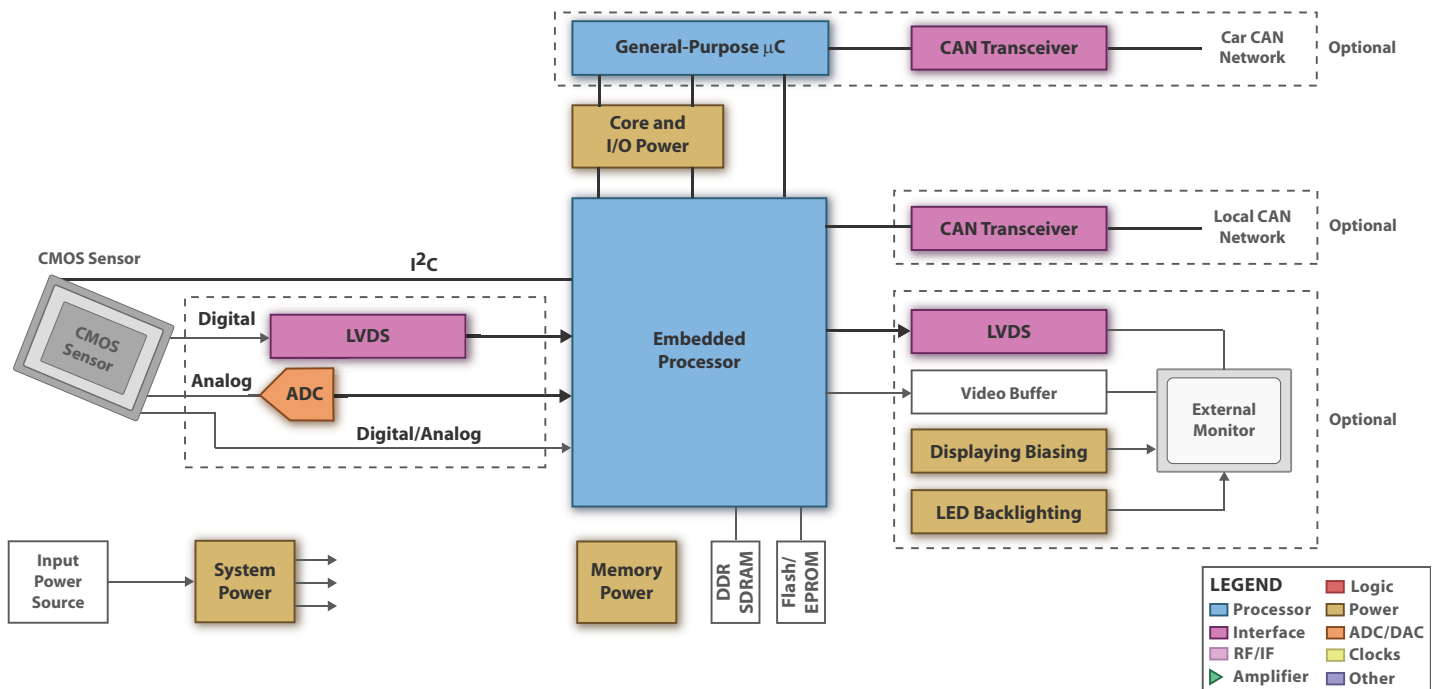 General-Purpose μC
CAN Transceiver
Car CAN
Network
Optional
Core and
I/O Power
CAN Transceiver
Local CAN
Network
Optional
CMOS Sensor
I²C
Digital
LVDS
CMOS
Sensor
Analog
ADC
Digital/Analog
Embedded
Processor
LVDS
Video Buffer
External
Monitor
Optional
Displaying Biasing
LED Backlighting
Input
Power
Source
System
Power
Memory
Power
DDR
SDRAM
Flash/
EPROM
LEGEND
Processor
Interface
RF/IF
Amplifier
Logic
Power
ADC/DAC
Clocks
Other